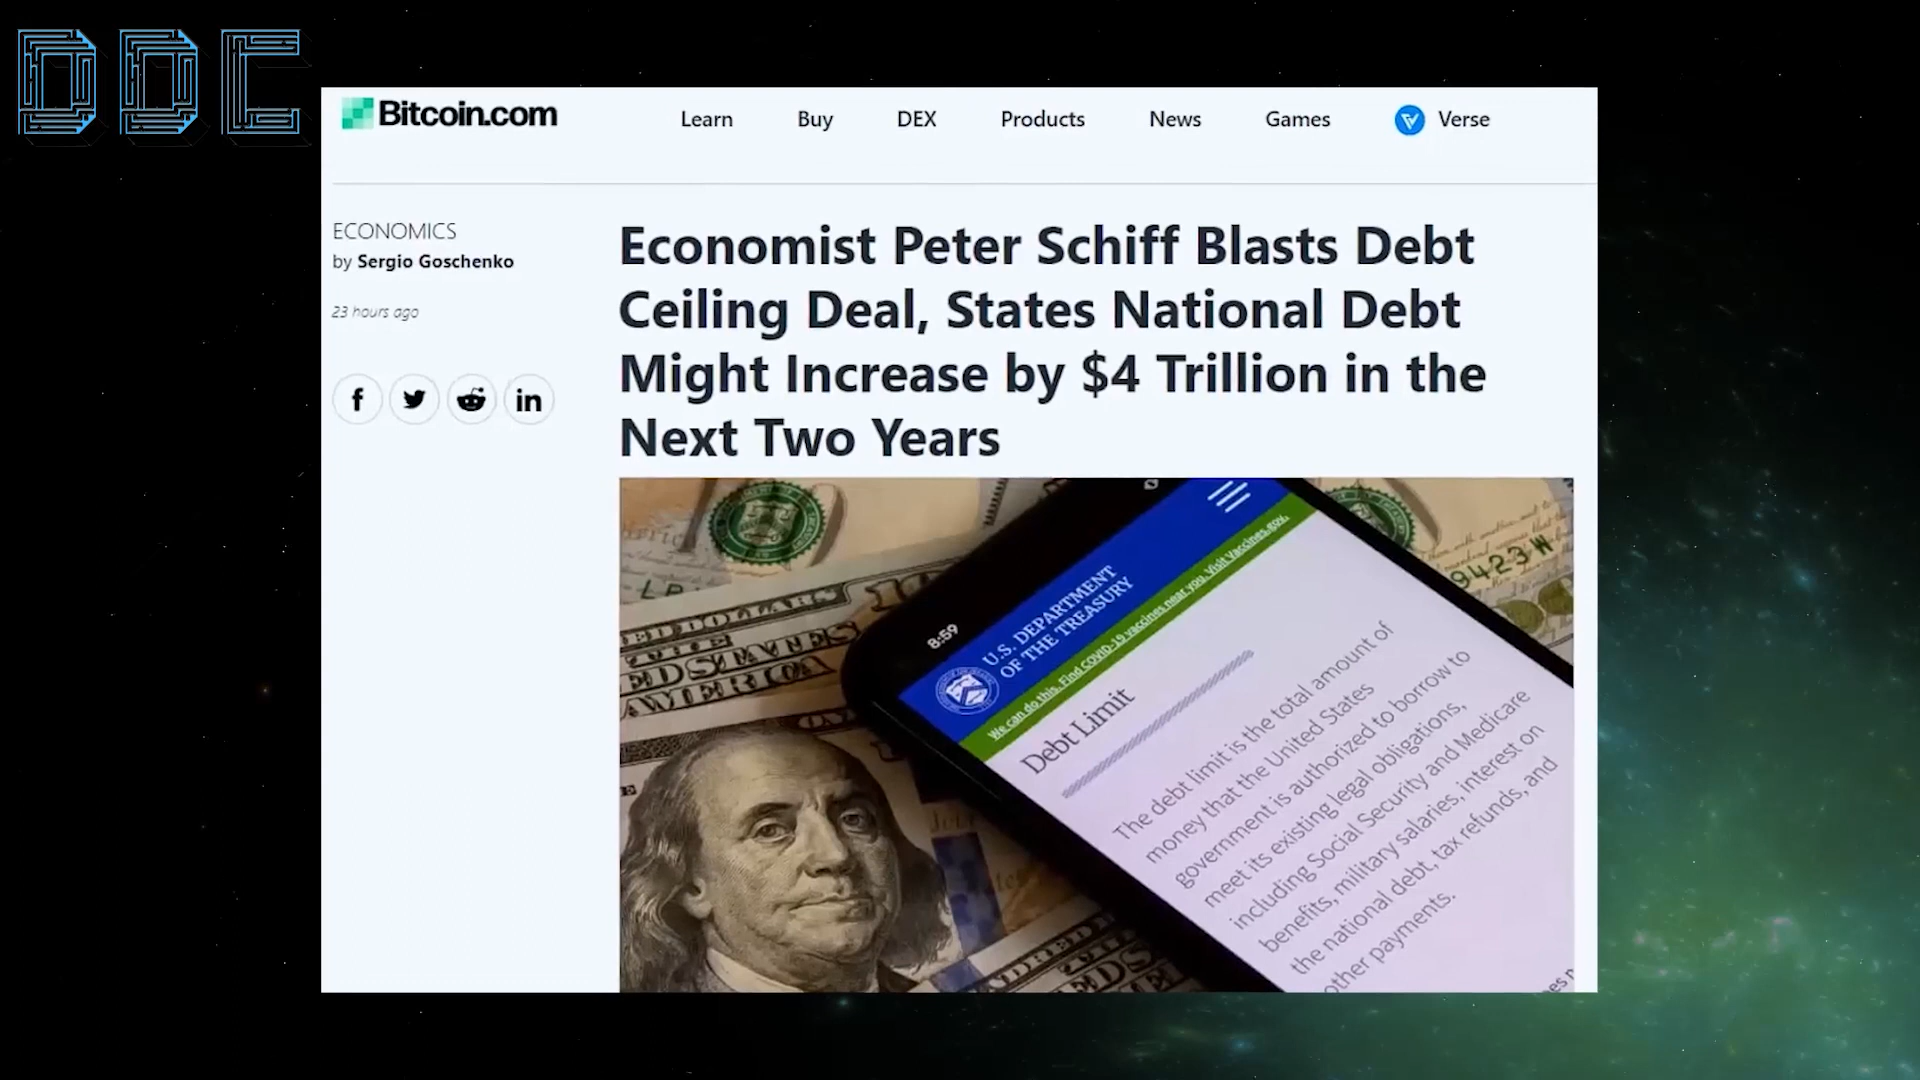 DDC
Bitcoin.com
Learn
Buy
DEX
Products
News
Games
Verse
ECONOMICS
by Sergio Goschenko
23 hours ago
Economist Peter Schiff Blasts Debt
Ceiling Deal, States National Debt
Might Increase by $4 Trillion in the
Next Two Years
8:59
U.S. DEPARTMENT
OF THE TREASURY
We can do this. Find COVID-19 vaccines near you. Visit Vaccines.gov.
Debt Limit
The debt limit is the total amount of
money that the United States
government is authorized to borrow to
meet its existing legal obligations,
including Social Security and Medicare
benefits, military salaries, interest on
the national debt, tax refunds, and
other payments.
9423 W